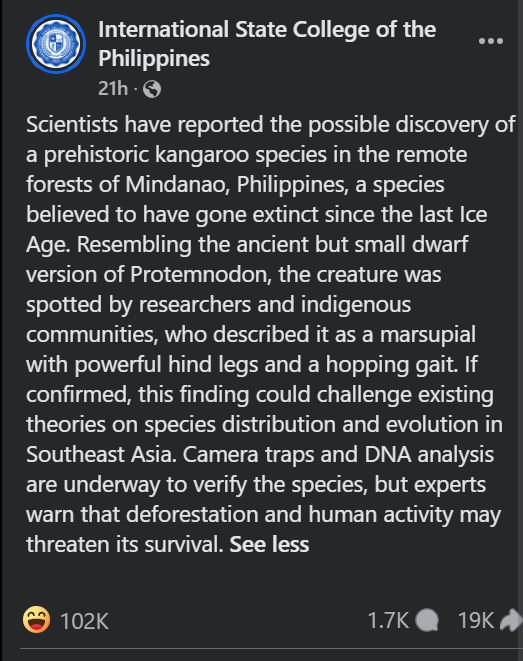 International State College of the
Philippines
21h ·
Scientists have reported the possible discovery of
a prehistoric kangaroo species in the remote
forests of Mindanao, Philippines, a species
believed to have gone extinct since the last Ice
Age. Resembling the ancient but small dwarf
version of Protemnodon, the creature was
spotted by researchers and indigenous
communities, who described it as a marsupial
with powerful hind legs and a hopping gait. If
confirmed, this finding could challenge existing
theories on species distribution and evolution in
Southeast Asia. Camera traps and DNA analysis
are underway to verify the species, but experts
warn that deforestation and human activity may
threaten its survival. See less
102K 1.7K 19K